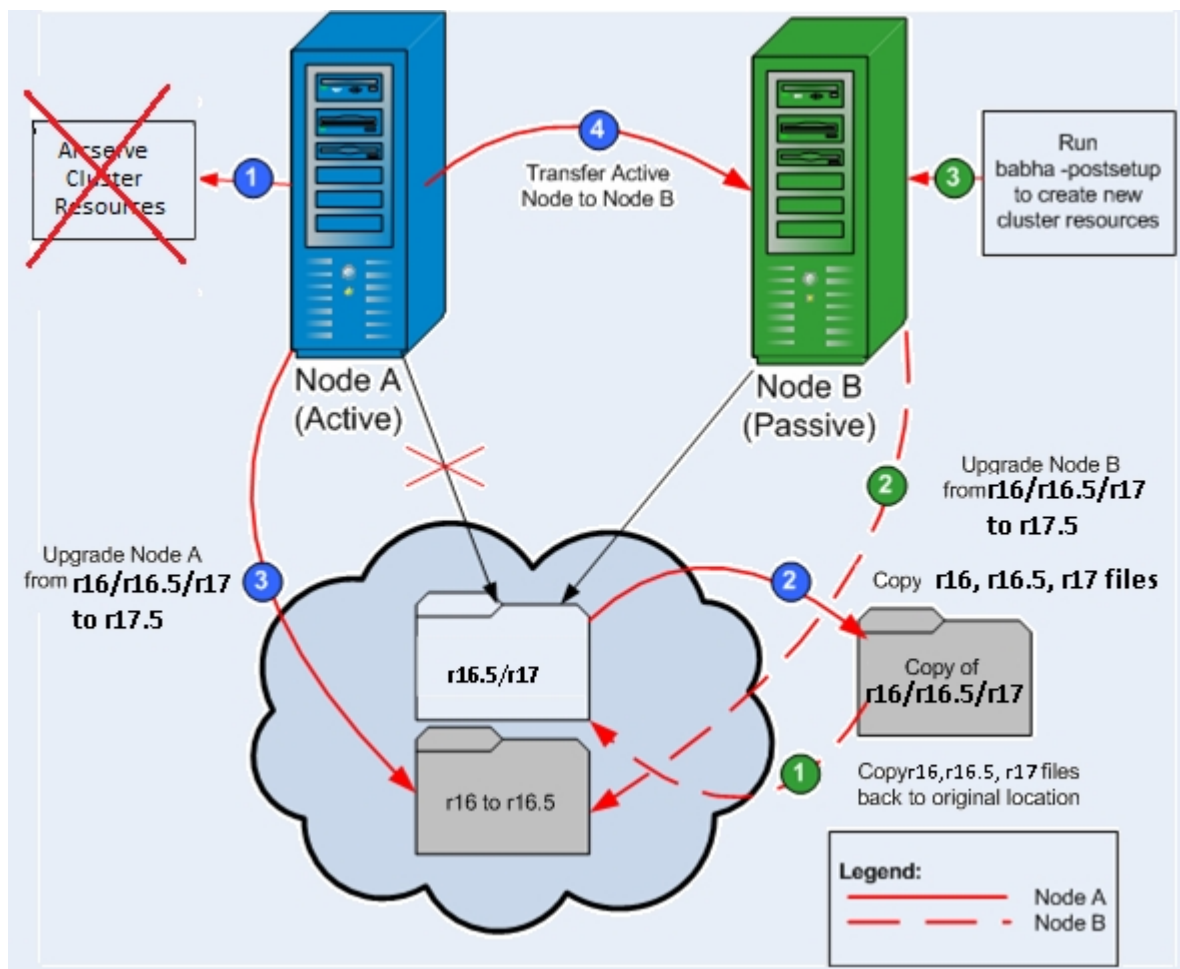 Arcserve
Cluster
Resources
1
4
Transfer Active
Node to Node B
3
Run
babha -postsetup
to create new
cluster resources
Node A
(Active)
Node B
(Passive)
Upgrade Node A
from r16/r16.5/r17
to r17.5
3
2
Upgrade Node B
from r16/r16.5/r17
to r17.5
2
Copy r16, r16.5, r17 files
r16.5/r17
Copy of
r16/r16.5/r17
r16 to r16.5
1
Copyr16,r16.5, r17 files
back to original location
Legend:
Node A
Node B